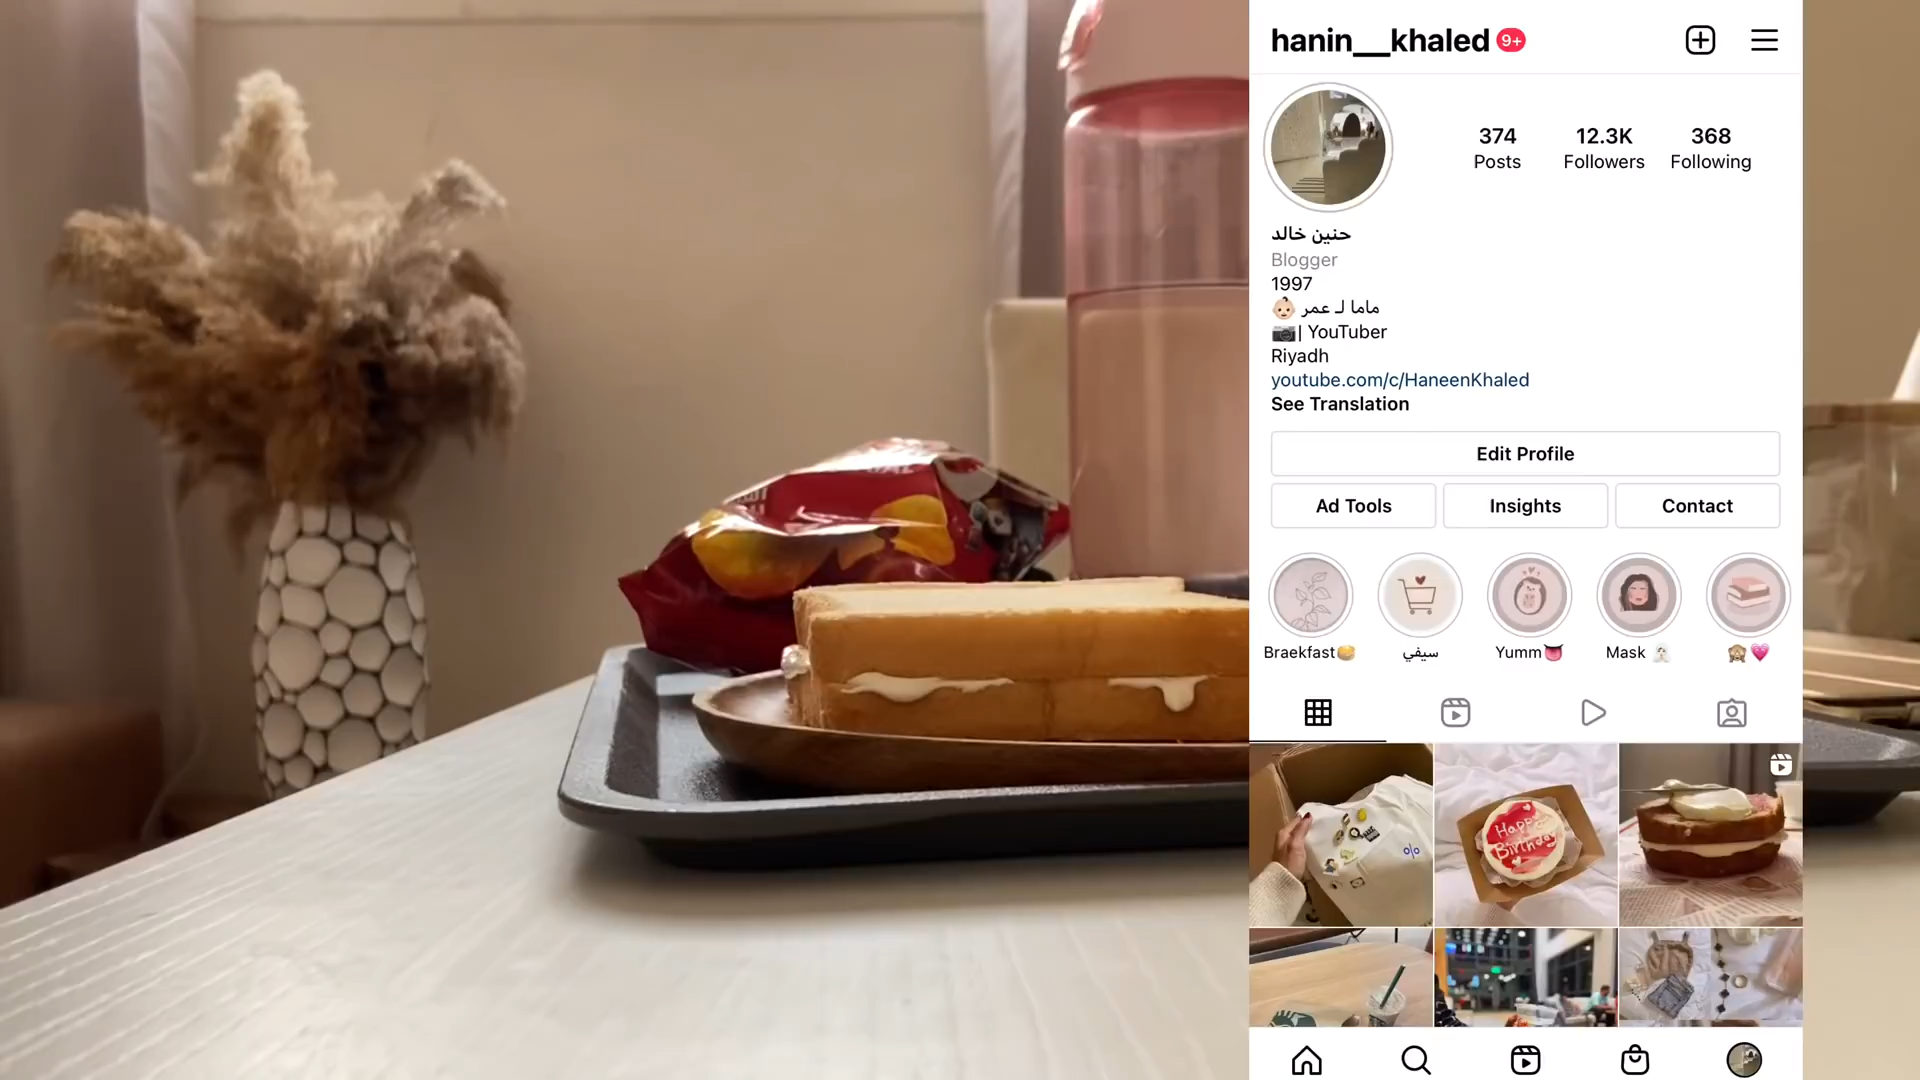 hanin__khaled 9+
374 12.3K 368
Posts Followers Following
حنين خالد
Blogger
1997
ماما لـ عمر
| YouTuber
Riyadh
youtube.com/c/HaneenKhaled
See Translation
Edit Profile
Ad Tools Insights Contact
Braekfast سيفي Yumm Mask
Happy
Birthday
%